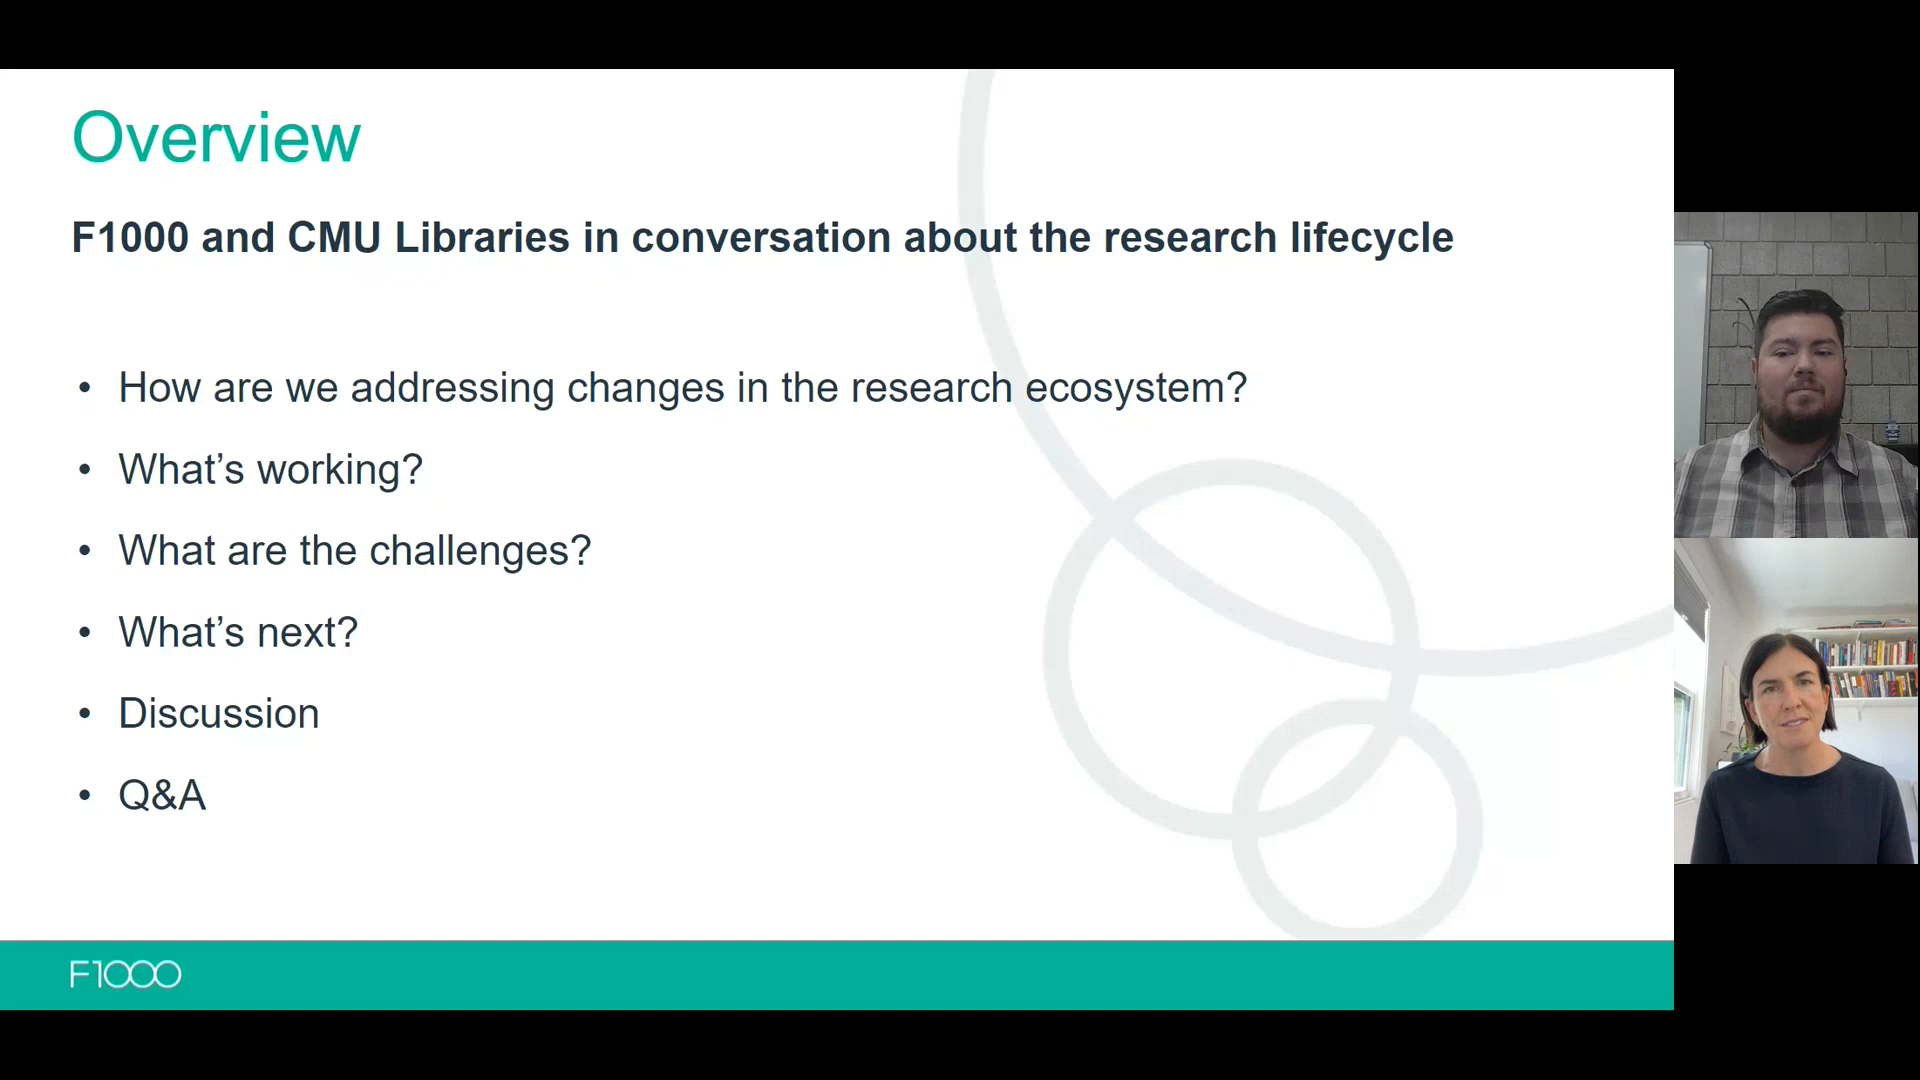 Overview
F1000 and CMU Libraries in conversation about the research lifecycle
• How are we addressing changes in the research ecosystem?
• What’s working?
• What are the challenges?
• What’s next?
• Discussion
• Q&A
F1000